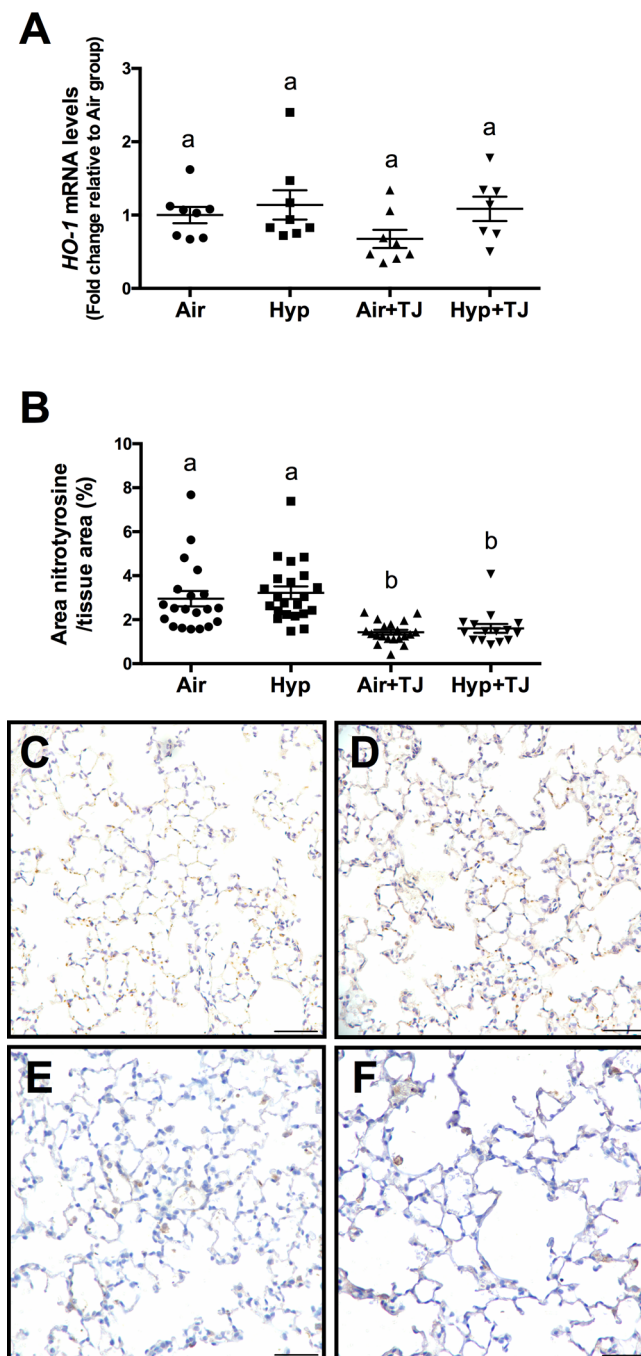 A
HO-1 mRNA levels
(Fold change relative to Air group)
3
2
1
0
a
a
a
a
Air
Hyp
Air+TJ
Hyp+TJ
B
Area nitrotyrosine
/tissue area (%)
10
8
6
4
2
0
a
a
b
b
Air
Hyp
Air+TJ
Hyp+TJ
C
D
E
F